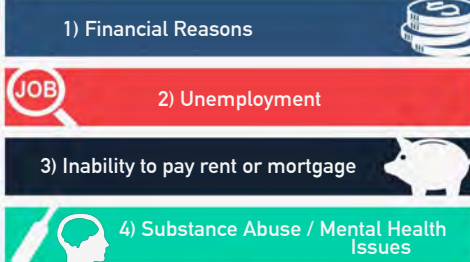 1) Financial Reasons
JOB
2) Unemployment
3) Inability to pay rent or mortgage
4) Substance Abuse / Mental Health
Issues